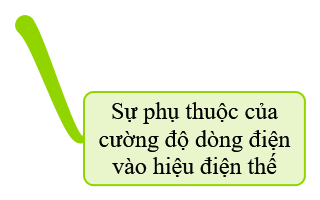 Sự phụ thuộc của
cường độ dòng điện
vào hiệu điện thế